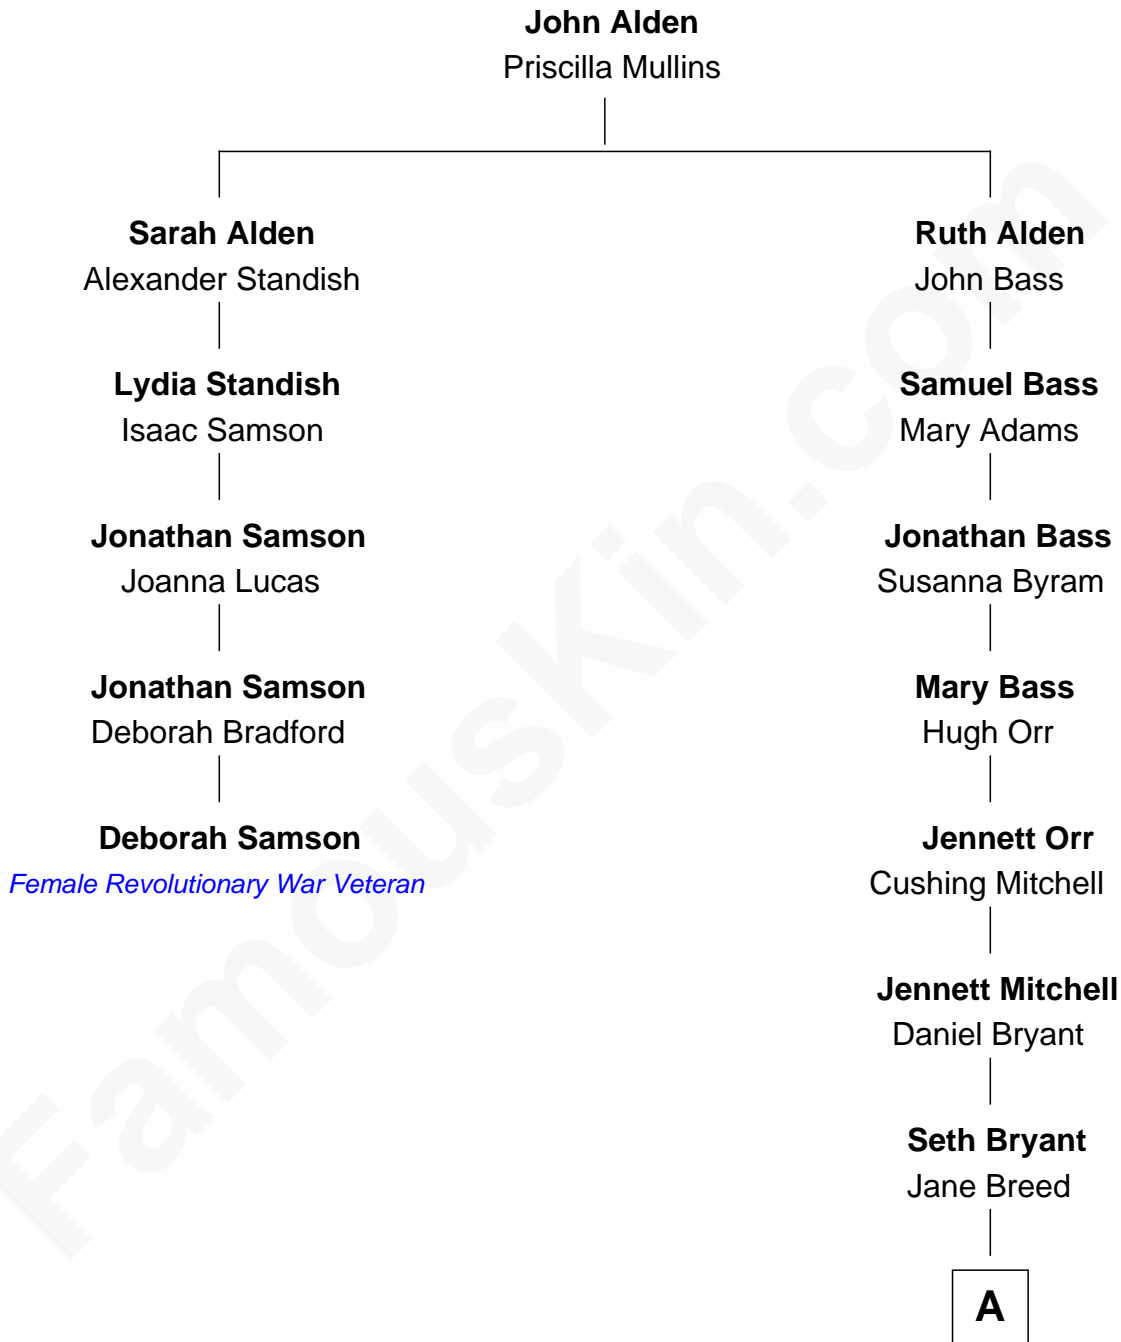 John Alden
Priscilla Mullins
Sarah Alden
Alexander Standish
Ruth Alden
John Bass
Lydia Standish
Isaac Samson
Samuel Bass
Mary Adams
Jonathan Samson
Joanna Lucas
Jonathan Bass
Susanna Byram
Jonathan Samson
Deborah Bradford
Mary Bass
Hugh Orr
Deborah Samson
Female Revolutionary War Veteran
Jennett Orr
Cushing Mitchell
Jennett Mitchell
Daniel Bryant
Seth Bryant
Jane Breed
A
FamousKin.com